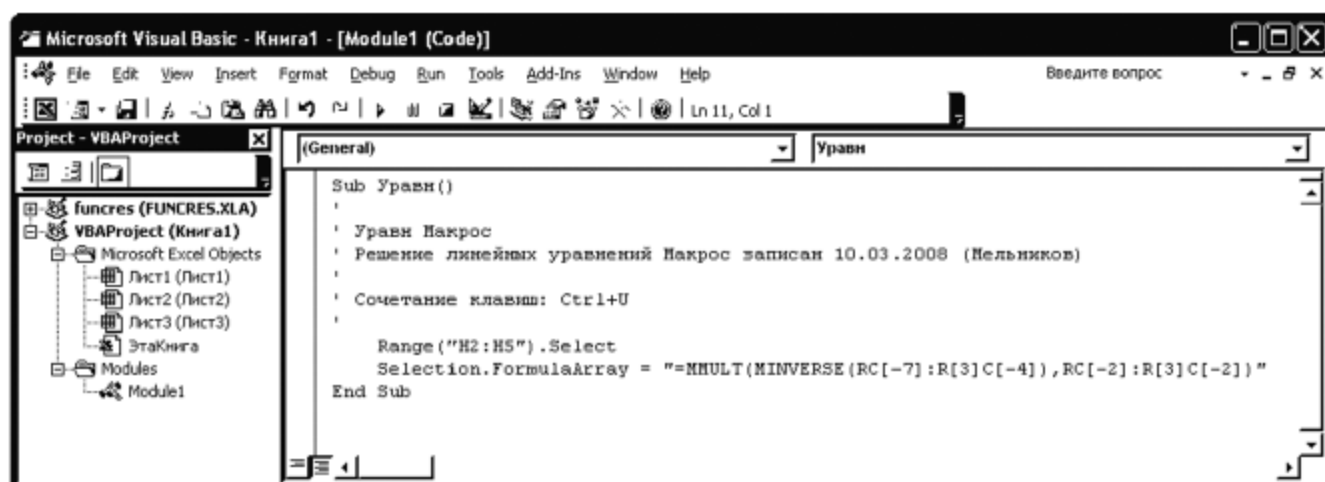 Microsoft Visual Basic - Книга1 - [Module1 (Code)]
File Edit View Insert Format Debug Run Tools Add-Ins Window Help Введите вопрос
Ln 11, Col 1
Project - VBAProject
(General) Уравн
funcres (FUNCRES.XLA)
VBAProject (Книга1)
Microsoft Excel Objects
Лист1 (Лист1)
Лист2 (Лист2)
Лист3 (Лист3)
ЭтаКнига
Modules
Module1
Sub Уравн()
'
' Уравн Макрос
' Решение линейных уравнений Макрос записан 10.03.2008 (Мельников)
'
' Сочетание клавиш: Ctrl+U
'
Range("H2:H5").Select
Selection.FormulaArray = "=MMULT(MINVERSE(RC[-7]:R[3]C[-4]),RC[-2]:R[3]C[-2])"
End Sub